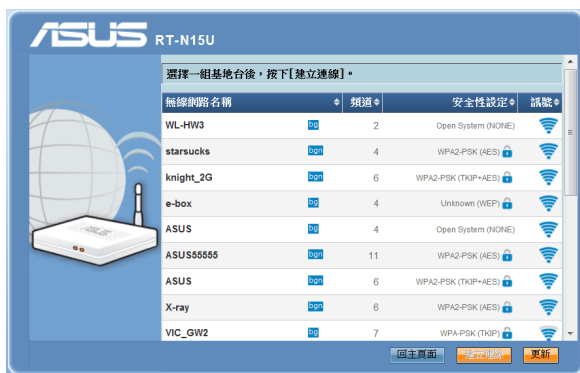 ASUS RT-N15U
選擇一組基地台後，按下[建立連線]。
無線網路名稱 頻道 安全性設定 訊號
WL-HW3 bg 2 Open System (NONE)
starsucks bgn 4 WPA2-PSK (AES)
knight_2G bgn 6 WPA2-PSK (TKIP+AES)
e-box bg 4 Unknown (WEP)
ASUS bg 4 Open System (NONE)
ASUS55555 bgn 11 WPA2-PSK (AES)
ASUS bgn 6 WPA2-PSK (TKIP+AES)
X-ray bgn 6 WPA2-PSK (AES)
VIC_GW2 bg 7 WPA-PSK (TKIP)
回主頁面 建立連線 更新